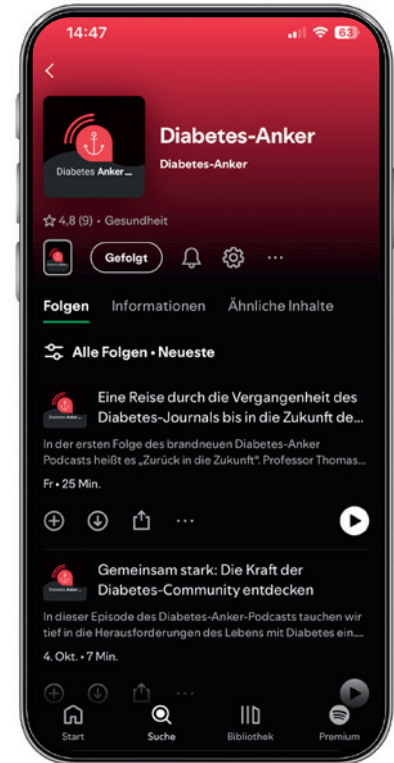 14:47
63
Diabetes Anker
Diabetes-Anker
Diabetes-Anker
4,8 (9) • Gesundheit
Gefolgt
Folgen Informationen Ähnliche Inhalte
Alle Folgen • Neueste
Eine Reise durch die Vergangenheit des
Diabetes-Journals bis in die Zukunft de...
In der ersten Folge des brandneuen Diabetes-Anker
Podcasts heißt es „Zurück in die Zukunft“. Professor Thomas...
Fr • 25 Min.
Gemeinsam stark: Die Kraft der
Diabetes-Community entdecken
In dieser Episode des Diabetes-Anker-Podcasts tauchen wir
tief in die Herausforderungen des Lebens mit Diabetes ein....
4. Okt. • 7 Min.
Start Suche Bibliothek Premium